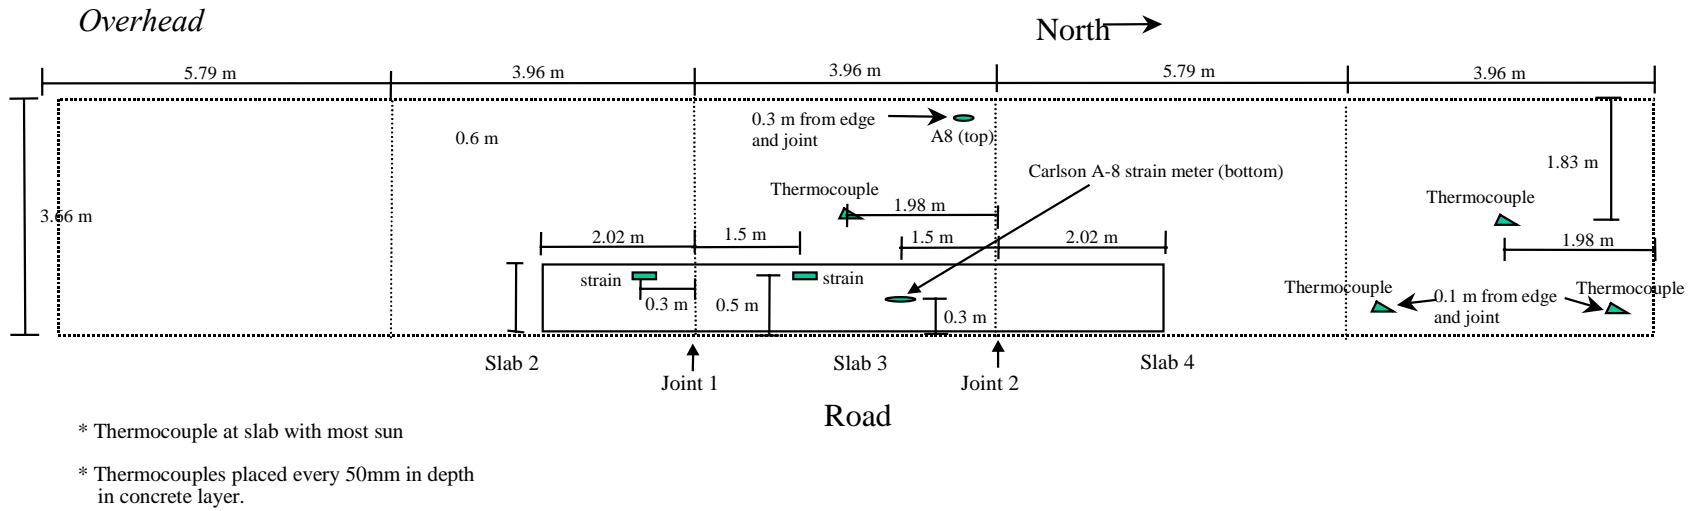 Overhead
North
5.79 m
3.96 m
3.96 m
5.79 m
3.96 m
0.3 m from edge
and joint
A8 (top)
0.6 m
1.83 m
Carlson A-8 strain meter (bottom)
Thermocouple
Thermocouple
1.98 m
3.66 m
2.02 m
1.5 m
1.5 m
2.02 m
1.98 m
strain
strain
Thermocouple
0.1 m from edge
and joint
Thermocouple
0.3 m
0.5 m
0.3 m
Slab 2
Slab 3
Slab 4
Joint 1
Joint 2
Road
* Thermocouple at slab with most sun
* Thermocouples placed every 50mm in depth
in concrete layer.